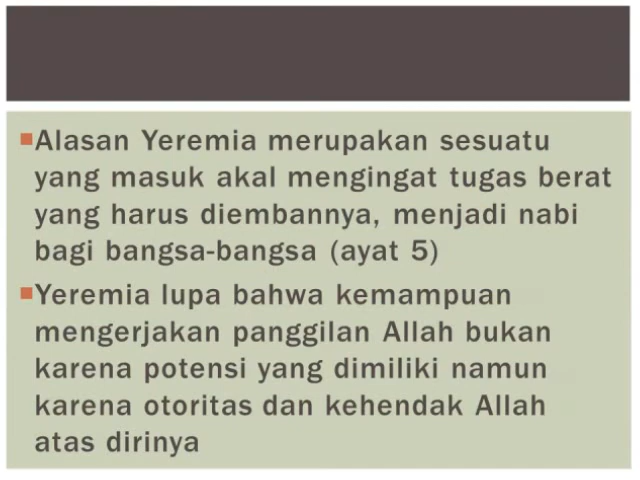 Alasan Yeremia merupakan sesuatu
yang masuk akal mengingat tugas berat
yang harus diembannya, menjadi nabi
bagi bangsa-bangsa (ayat 5)
Yeremia lupa bahwa kemampuan
mengerjakan panggilan Allah bukan
karena potensi yang dimiliki namun
karena otoritas dan kehendak Allah
atas dirinya